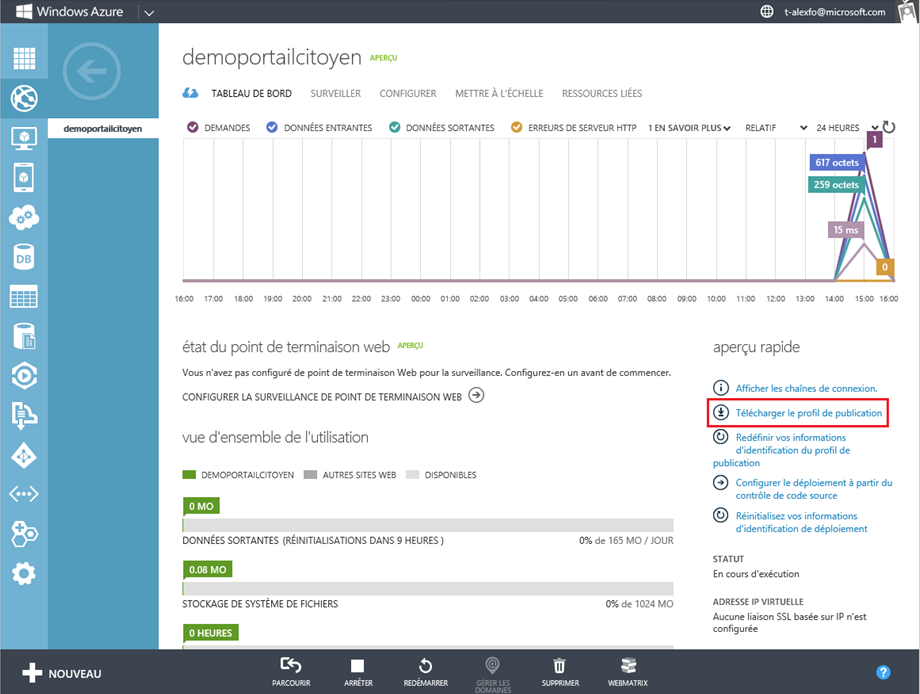 Windows Azure
t-alexfo@microsoft.com
demoportailcitoyen
demoportailcitoyen APERÇU
TABLEAU DE BORD SURVEILLER CONFIGURER METTRE À L'ÉCHELLE RESSOURCES LIÉES
DEMANDES DONNÉES ENTRANTES DONNÉES SORTANTES ERREURS DE SERVEUR HTTP 1 EN SAVOIR PLUS RELATIF 24 HEURES
1
617 octets
259 octets
15 ms
0
16:00 17:00 18:00 19:00 20:00 21:00 22:00 23:00 00:00 01:00 02:00 03:00 04:00 05:00 06:00 07:00 08:00 09:00 10:00 11:00 12:00 13:00 14:00 15:00 16:00
état du point de terminaison web APERÇU
Vous n'avez pas configuré de point de terminaison Web pour la surveillance. Configurez-en un avant de commencer.
CONFIGURER LA SURVEILLANCE DE POINT DE TERMINAISON WEB
vue d'ensemble de l'utilisation
DEMOPORTAILCITOYEN AUTRES SITES WEB DISPONIBLES
0 MO
DONNÉES SORTANTES (RÉINITIALISATIONS DANS 9 HEURES ) 0% de 165 MO / JOUR
0.08 MO
STOCKAGE DE SYSTÈME DE FICHIERS 0% de 1024 MO
0 HEURES
aperçu rapide
Afficher les chaînes de connexion.
Télécharger le profil de publication
Redéfinir vos informations
d'identification du profil de
publication
Configurer le déploiement à partir du
contrôle de code source
Réinitialisez vos informations
d'identification de déploiement
STATUT
En cours d'exécution
ADRESSE IP VIRTUELLE
Aucune liaison SSL basée sur IP n'est
configurée
DB
NOUVEAU
PARCOURIR
ARRÊTER
REDÉMARRER
GÉRER LES
DOMAINES
SUPPRIMER
WEBMATRIX
?